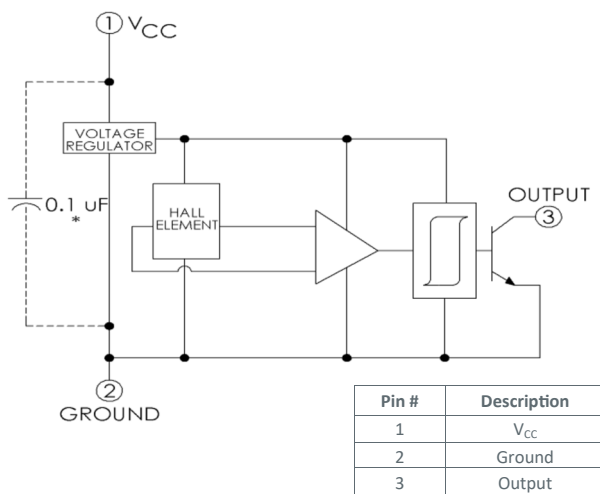 1 VCC
VOLTAGE
REGULATOR
0.1 uF
*
HALL
ELEMENT
OUTPUT
3
2
GROUND
Pin # Description
1 VCC
2 Ground
3 Output